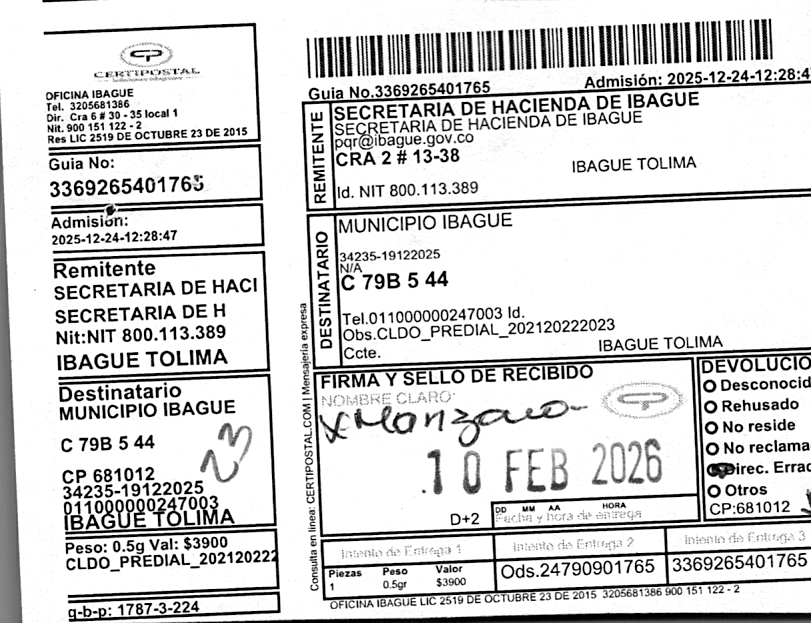 CERTIPOSTAL
OFICINA IBAGUE
Tel. 3205681386
Dir. Cra 6 # 30 - 35 local 1
Nit. 900 151 122 - 2
Res LIC 2519 DE OCTUBRE 23 DE 2015
Guia No:
3369265401765
Admisión:
2025-12-24-12:28:47
Remitente
SECRETARIA DE HACI
SECRETARIA DE H
Nit:NIT 800.113.389
IBAGUE TOLIMA
Destinatario
MUNICIPIO IBAGUE
C 79B 5 44
CP 681012
34235-19122025
011000000247003
IBAGUE TOLIMA
Peso: 0.5g Val: $3900
CLDO_PREDIAL_202120222
g-b-p: 1787-3-224
Consulta en linea: CERTIPOSTAL.COM | Mensajería expresa
Guia No.3369265401765 Admisión: 2025-12-24-12:28:4
REMITENTE
SECRETARIA DE HACIENDA DE IBAGUE
SECRETARIA DE HACIENDA DE IBAGUE
pqr@ibague.gov.co
CRA 2 # 13-38
IBAGUE TOLIMA
Id. NIT 800.113.389
DESTINATARIO
MUNICIPIO IBAGUE
34235-19122025
N/A
C 79B 5 44
Tel.011000000247003 Id.
Obs.CLDO_PREDIAL_202120222023
Ccte.
IBAGUE TOLIMA
FIRMA Y SELLO DE RECIBIDO
NOMBRE CLARO:
X Manzano
10 FEB 2026
D+2
DD MM AA HORA
Fecha y hora de entrega
DEVOLUCIO
Desconocid
Rehusado
No reside
No reclama
Direc. Errad
Otros
CP:681012
Intento de Entrega 1
Intento de Entrega 2
Intento de Entrega 3
Piezas Peso Valor
1 0.5gr $3900
Ods.24790901765
3369265401765
OFICINA IBAGUE LIC 2519 DE OCTUBRE 23 DE 2015 3205681386 900 151 122 - 2